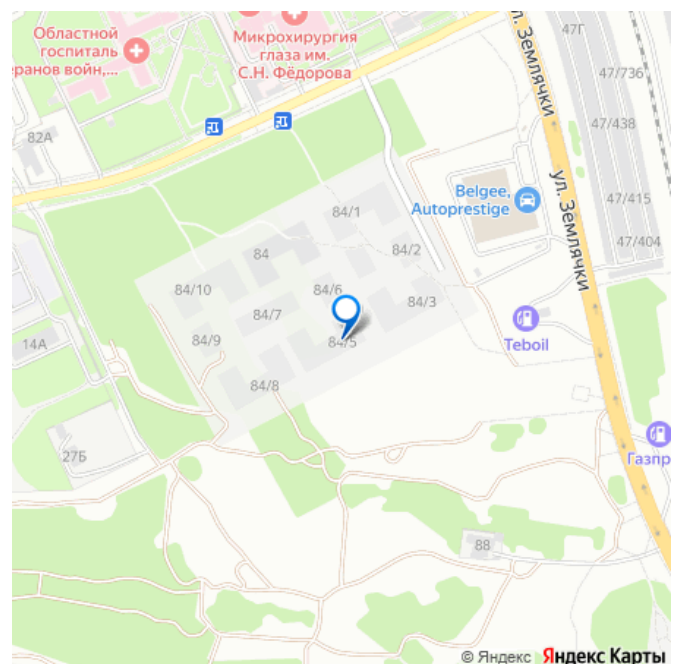 Областной
госпиталь
еранов войн,...
Микрохирургия
глаза им.
С.Н. Фёдорова
л. Землячки
47Г
47/736
47/438
82А
ул. Землячки
Belgee,
Autoprestige
47/415
47/404
84/1
84
84/2
84/10
84/6
84/3
84/7
84/9
84/5
Teboil
14А
84/8
27Б
Газпр
88
© Яндекс Яндекс Карты